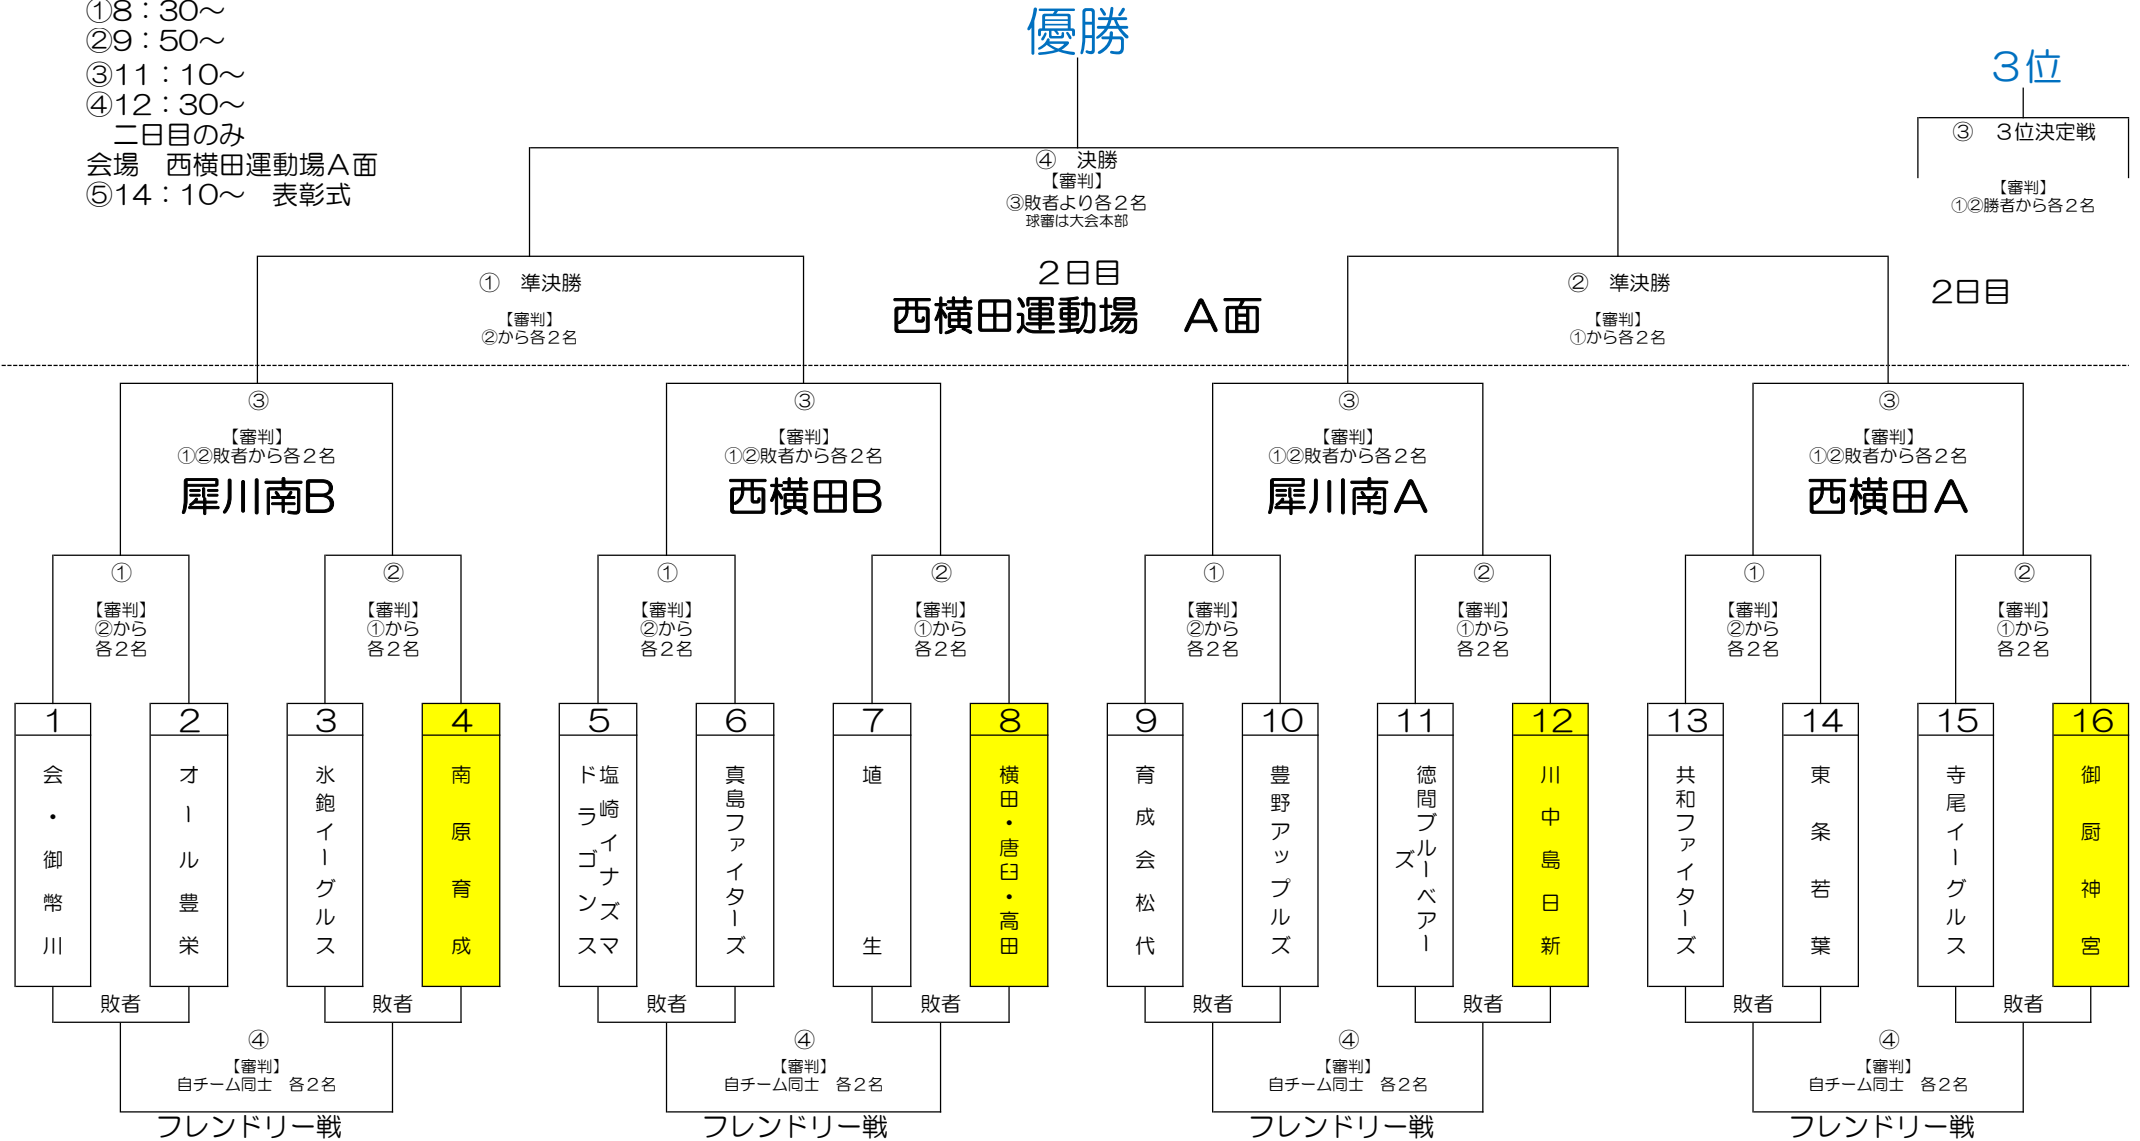 ①8：30～
②9：50～
③11：10～
④12：30～
二日目のみ
会場　西横田運動場A面
⑤14：10～　表彰式
優勝
3位
③　3位決定戦
【審判】
①②勝者から各2名
④　決勝
【審判】
③敗者より各2名
球審は大会本部
①　準決勝
【審判】
②から各2名
2日目
西横田運動場　A面
②　準決勝
【審判】
①から各2名
2日目
③
【審判】
①②敗者から各2名
犀川南B
③
【審判】
①②敗者から各2名
西横田B
③
【審判】
①②敗者から各2名
犀川南A
③
【審判】
①②敗者から各2名
西横田A
①
【審判】
②から
各2名
②
【審判】
①から
各2名
①
【審判】
②から
各2名
②
【審判】
①から
各2名
①
【審判】
②から
各2名
②
【審判】
①から
各2名
①
【審判】
②から
各2名
②
【審判】
①から
各2名
1
会・御幣川
2
オール豊栄
3
氷鉋イーグルス
4
南原育成
5
塩崎イナズマ
ドラゴンス
6
真島ファイターズ
7
埴生
8
横田・唐臼・高田
9
育成会松代
10
豊野アップルズ
11
徳間ブルーベアー
ズ
12
川中島日新
13
共和ファイターズ
14
東条若葉
15
寺尾イーグルス
16
御厨神宮
敗者
敗者
敗者
敗者
敗者
敗者
敗者
敗者
④
【審判】
自チーム同士　各2名
フレンドリー戦
④
【審判】
自チーム同士　各2名
フレンドリー戦
④
【審判】
自チーム同士　各2名
フレンドリー戦
④
【審判】
自チーム同士　各2名
フレンドリー戦